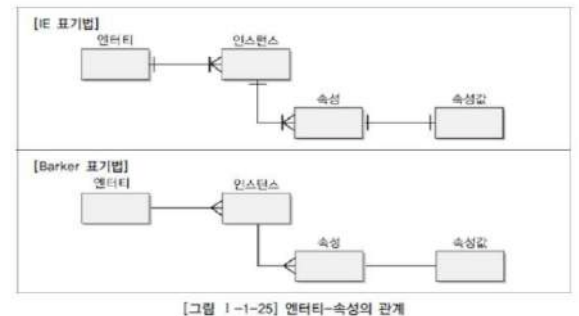 [IE 표기법]
엔터티 인스턴스
속성 속성값
[Barker 표기법]
엔터티 인스턴스
속성 속성값
[그림 Ⅰ-1-25] 엔터티-속성의 관계